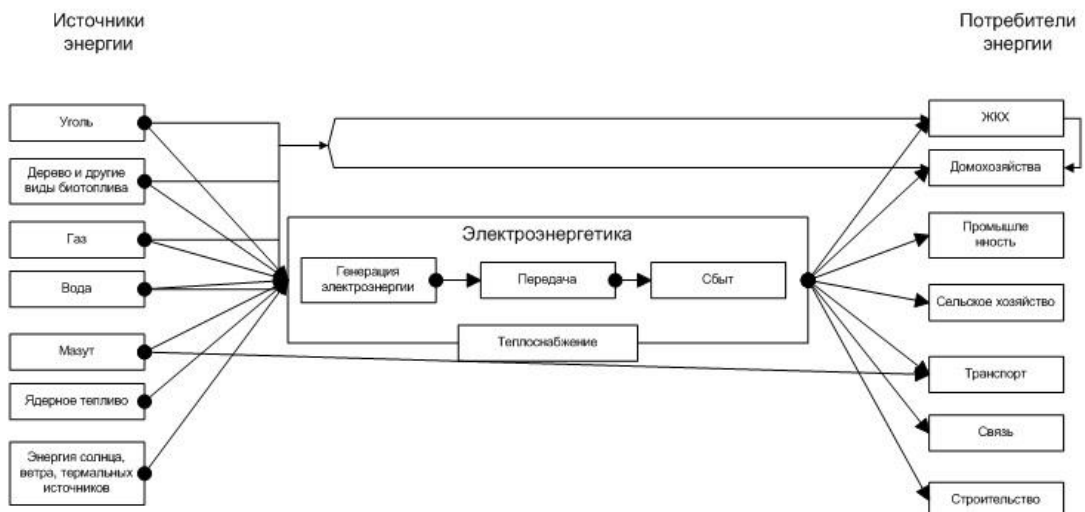 Источники
энергии
Потребители
энергии
Уголь
Дерево и другие
виды биотоплива
Газ
Вода
Мазут
Ядерное тепливо
Энергия солнца,
ветра, термальных
источников
Электроэнергетика
Генерация
электроэнергии
Передача
Сбыт
Теплоснабжение
ЖКХ
Домохозяйства
Промышле
нность
Сельское хозяйство
Транспорт
Связь
Строительство